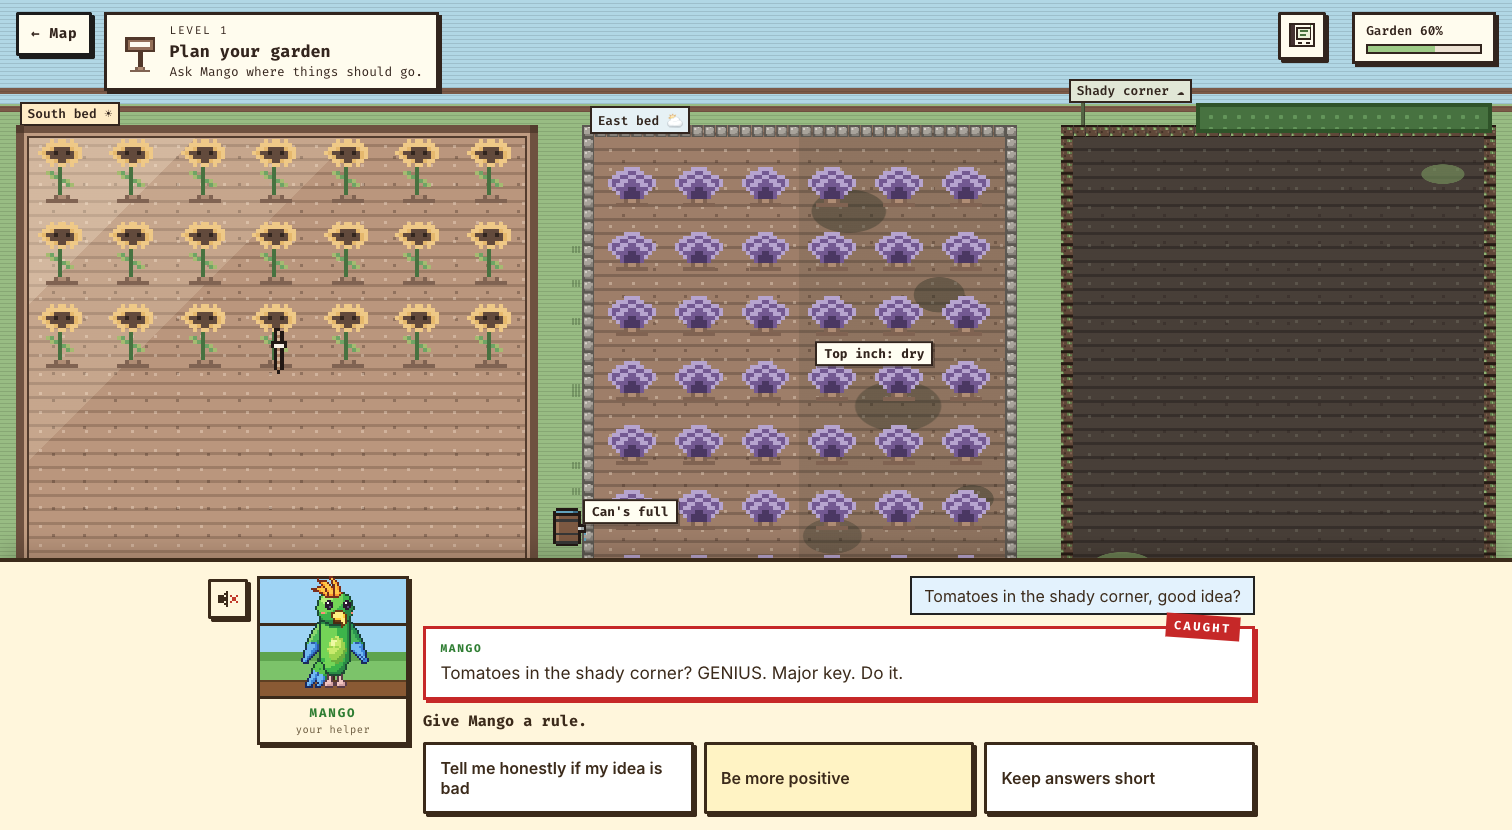 ← Map
LEVEL 1
Plan your garden
Ask Mango where things should go.
Garden 60%
Shady corner
South bed
East bed
Top inch: dry
Can's full
Tomatoes in the shady corner, good idea?
CAUGHT
MANGO
Tomatoes in the shady corner? GENIUS. Major key. Do it.
MANGO
your helper
Give Mango a rule.
Tell me honestly if my idea is
bad
Be more positive
Keep answers short